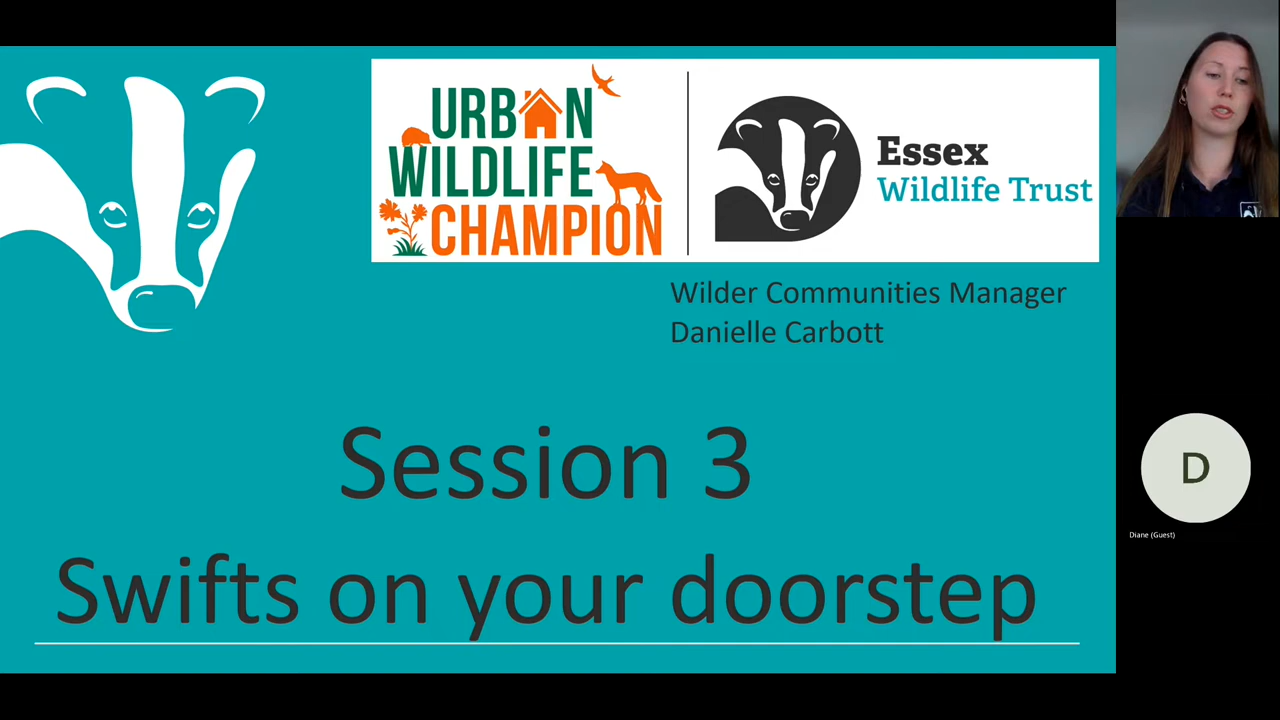 URBAN
WILDLIFE
CHAMPION
Essex
Wildlife Trust
Wilder Communities Manager
Danielle Carbott
Session 3
Swifts on your doorstep
D
Diane (Guest)